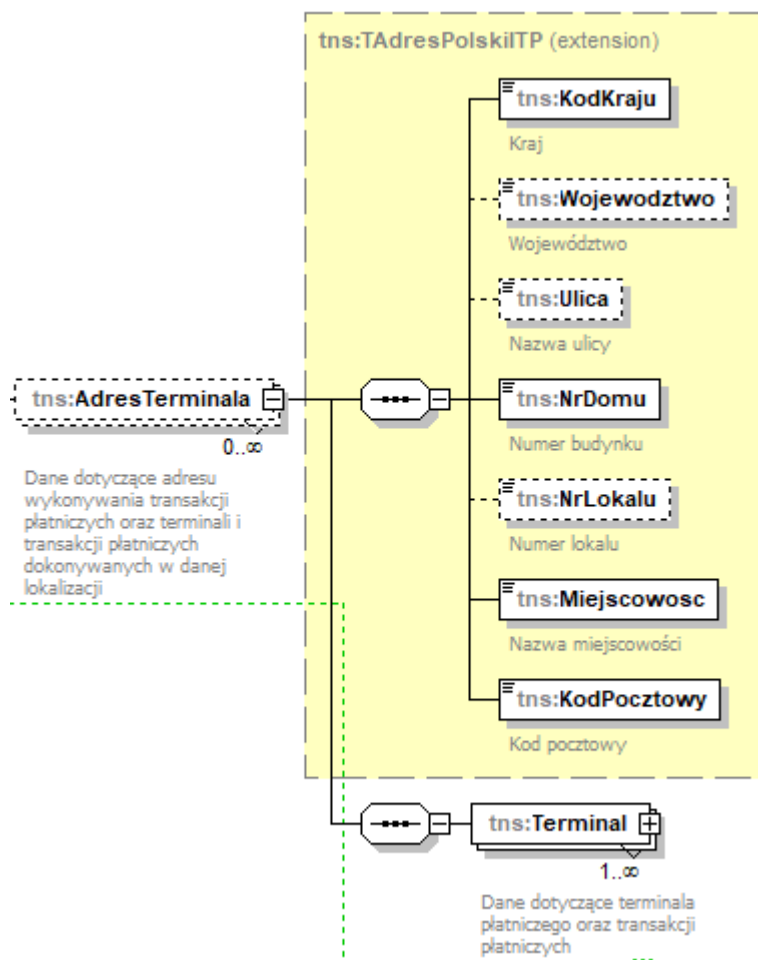 tns:TAdresPolskiITP (extension)
tns:KodKraju
Kraj
tns:Wojewodztwo
Województwo
tns:Ulica
Nazwa ulicy
tns:AdresTerminala
0..∞
Dane dotyczące adresu
wykonywania transakcji
płatniczych oraz terminali i
transakcji płatniczych
dokonywanych w danej
lokalizacji
tns:NrDomu
Numer budynku
tns:NrLokalu
Numer lokalu
tns:Miejscowosc
Nazwa miejscowości
tns:KodPocztowy
Kod pocztowy
tns:Terminal
1..∞
Dane dotyczące terminala
płatniczego oraz transakcji
płatniczych